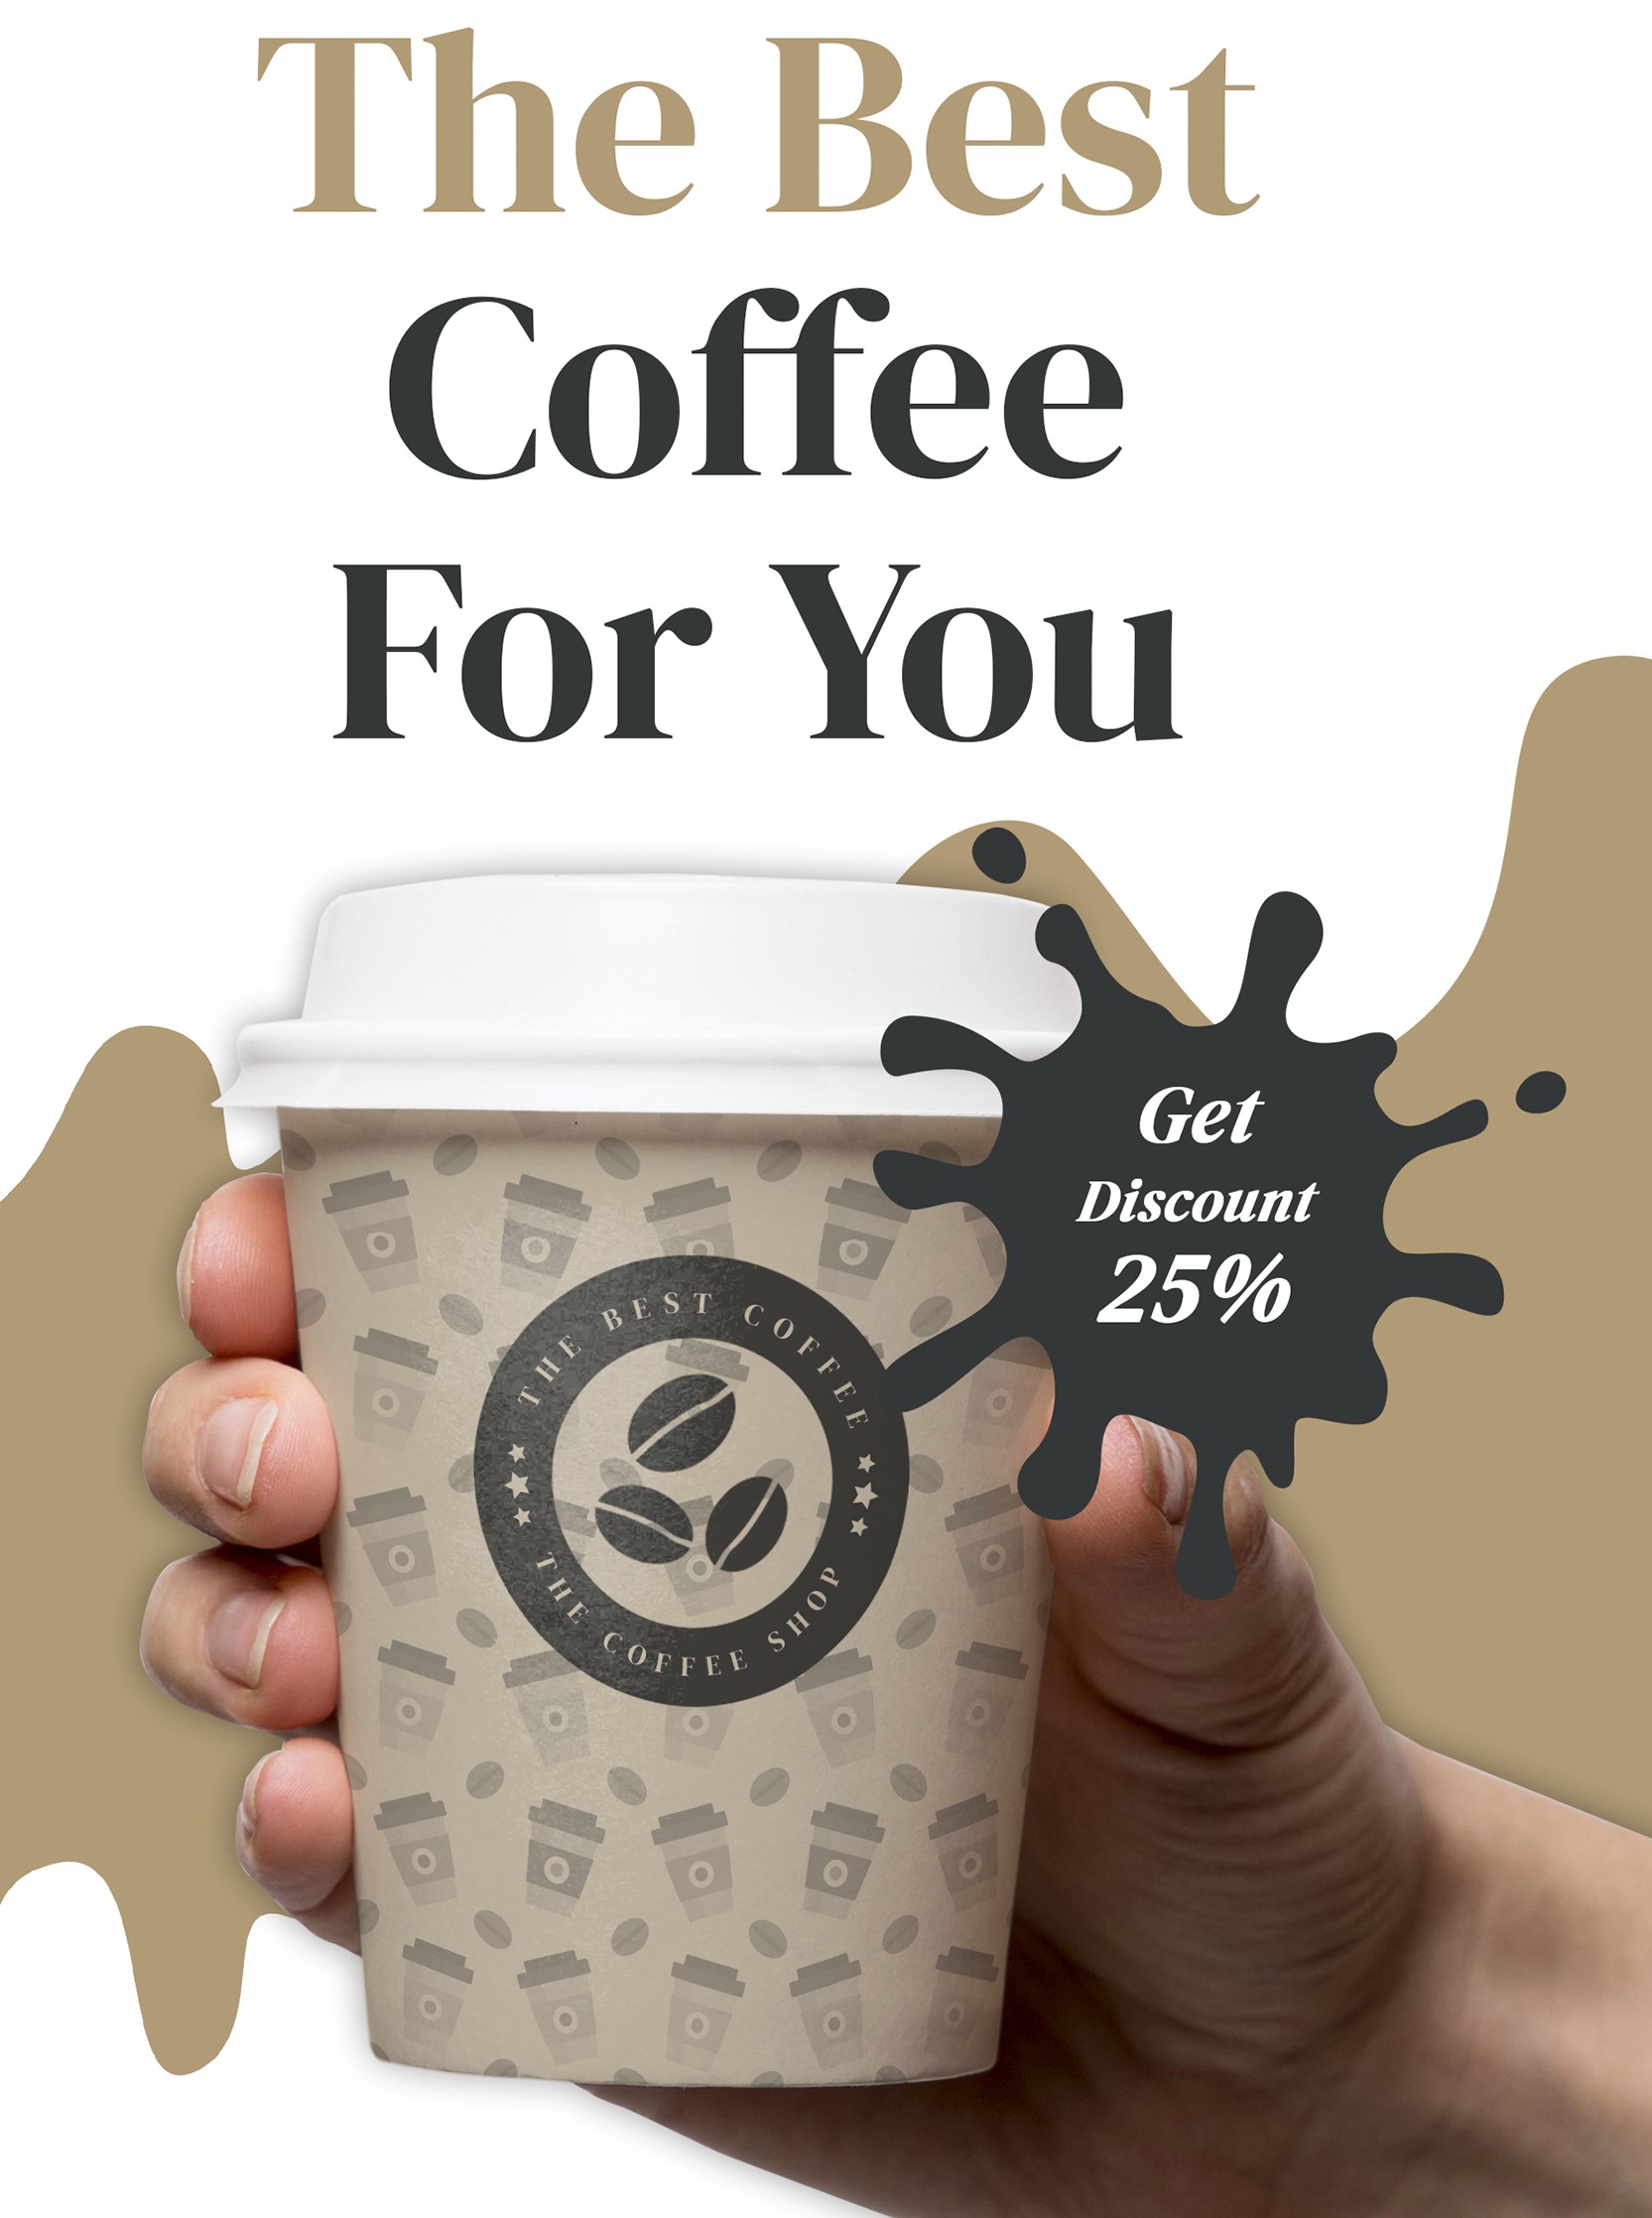 The Best
Coffee
For You
Get
Discount
25%
THE BEST COFFEE
THE COFFEE SHOP